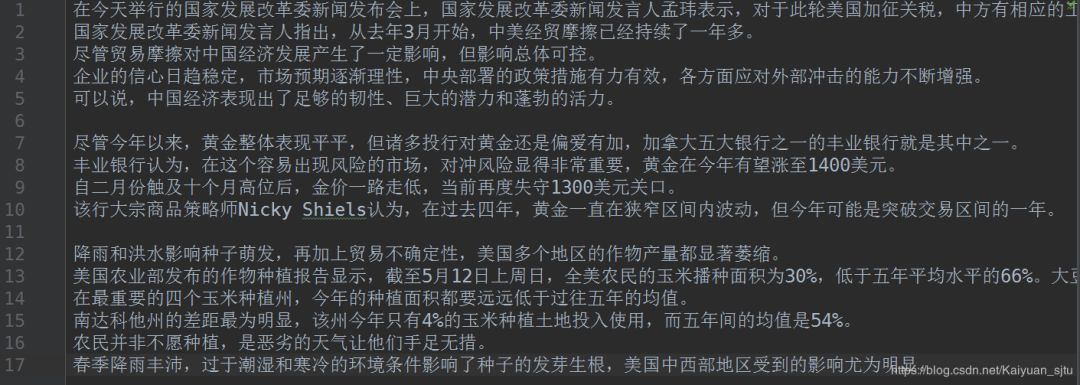 1 在今天举行的国家发展改革委新闻发布会上，国家发展改革委新闻发言人孟玮表示，对于此轮美国加征关税，中方有相应的
2 国家发展改革委新闻发言人指出，从去年3月开始，中美经贸摩擦已经持续了一年多。
3 尽管贸易摩擦对中国经济发展产生了一定影响，但影响总体可控。
4 企业的信心日趋稳定，市场预期逐渐理性，中央部署的政策措施有力有效，各方面应对外部冲击的能力不断增强。
5 可以说，中国经济表现出了足够的韧性、巨大的潜力和蓬勃的活力。
6
7 尽管今年以来，黄金整体表现平平，但诸多投行对黄金还是偏爱有加，加拿大五大银行之一的丰业银行就是其中之一。
8 丰业银行认为，在这个容易出现风险的市场，对冲风险显得非常重要，黄金在今年有望涨至1400美元。
9 自二月份触及十个月高位后，金价一路走低，当前再度失守1300美元关口。
10 该行大宗商品策略师Nicky Shiels认为，在过去四年，黄金一直在狭窄区间内波动，但今年可能是突破交易区间的一年。
11
12 降雨和洪水影响种子萌发，再加上贸易不确定性，美国多个地区的作物产量都显著萎缩。
13 美国农业部发布的作物种植报告显示，截至5月12日上周日，全美农民的玉米播种面积为30%，低于五年平均水平的66%。大豆
14 在最重要的四个玉米种植州，今年的种植面积都要远远低于过往五年的均值。
15 南达科他州的差距最为明显，该州今年只有4%的玉米种植土地投入使用，而五年间的均值是54%。
16 农民并非不愿种植，是恶劣的天气让他们手足无措。
17 春季降雨丰沛，过于潮湿和寒冷的环境条件影响了种子的发芽生根，美国中西部地区受到的影响尤为明显。
https://blog.csdn.net/Kaiyuan_sjtu